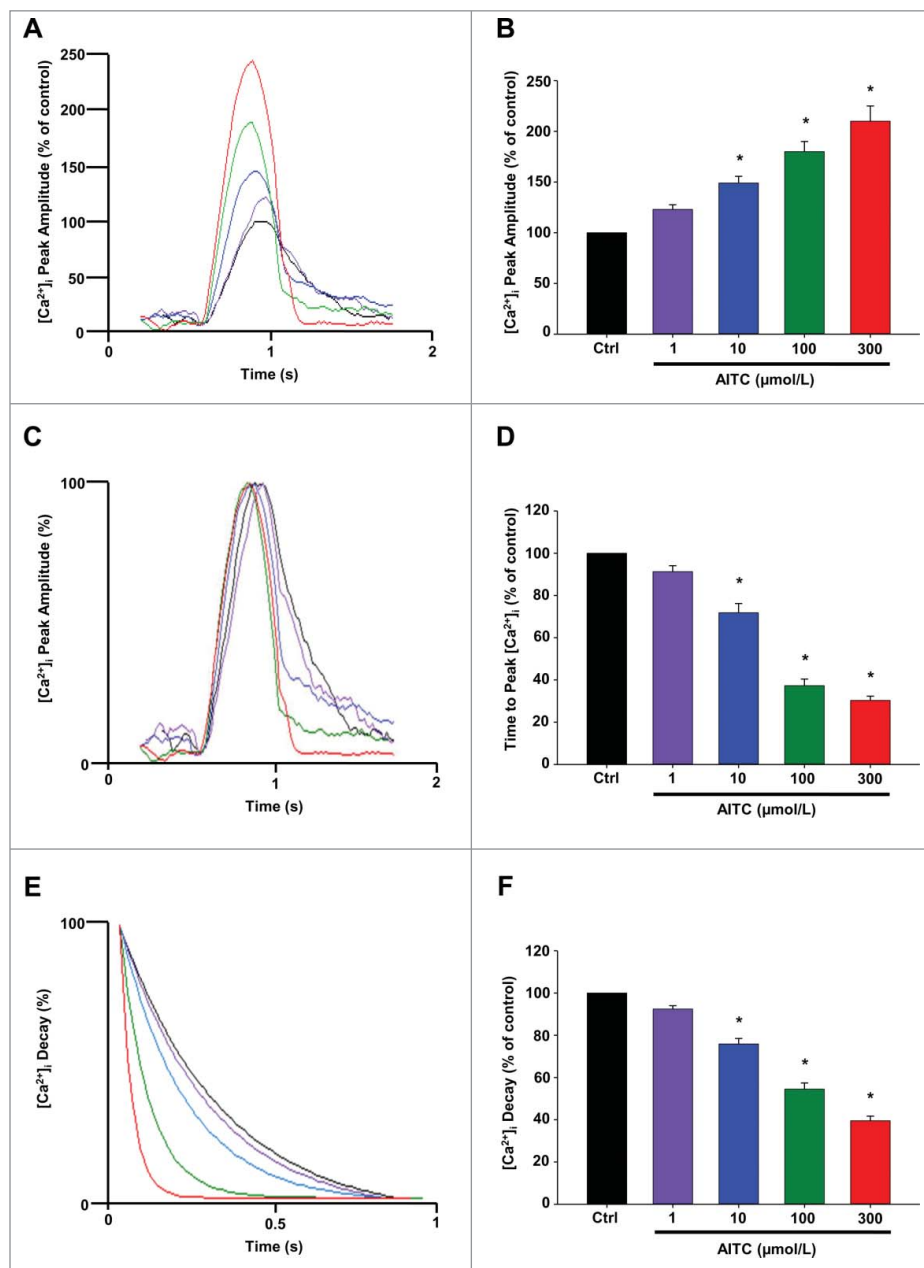 A
[Ca²⁺]ᵢ Peak Amplitude (% of control)
250
200
150
100
50
0
0
1
2
Time (s)
B
[Ca²⁺]ᵢ Peak Amplitude (% of control)
250
200
150
100
50
0
*
*
*
Ctrl 1 10 100 300
AITC (µmol/L)
C
[Ca²⁺]ᵢ Peak Amplitude (%)
100
0
0
1
2
Time (s)
D
Time to Peak [Ca²⁺]ᵢ (% of control)
120
100
80
60
40
20
0
*
*
*
Ctrl 1 10 100 300
AITC (µmol/L)
E
[Ca²⁺]ᵢ Decay (%)
100
0
0
0.5
1
Time (s)
F
[Ca²⁺]ᵢ Decay (% of control)
120
100
80
60
40
20
0
*
*
*
Ctrl 1 10 100 300
AITC (µmol/L)